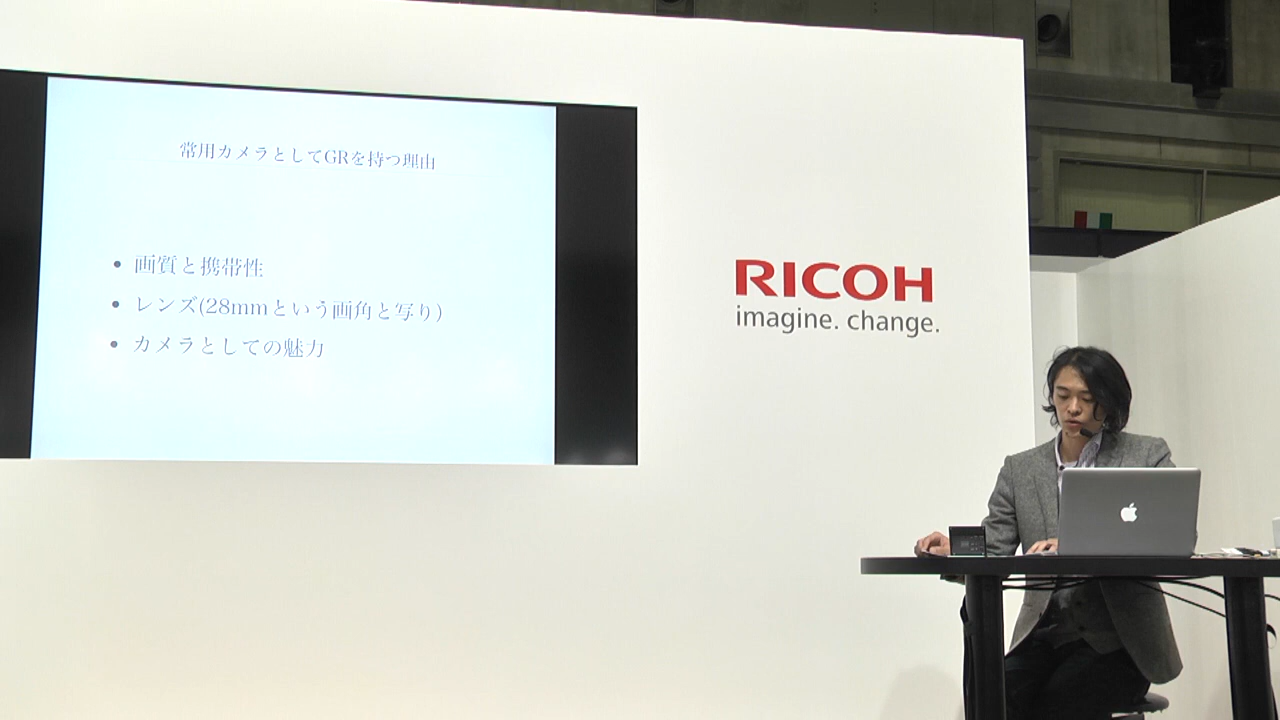 常用カメラとしてGRを持つ理由
• 画質と携帯性
• レンズ(28mmという画角と写り)
• カメラとしての魅力
RICOH
imagine. change.